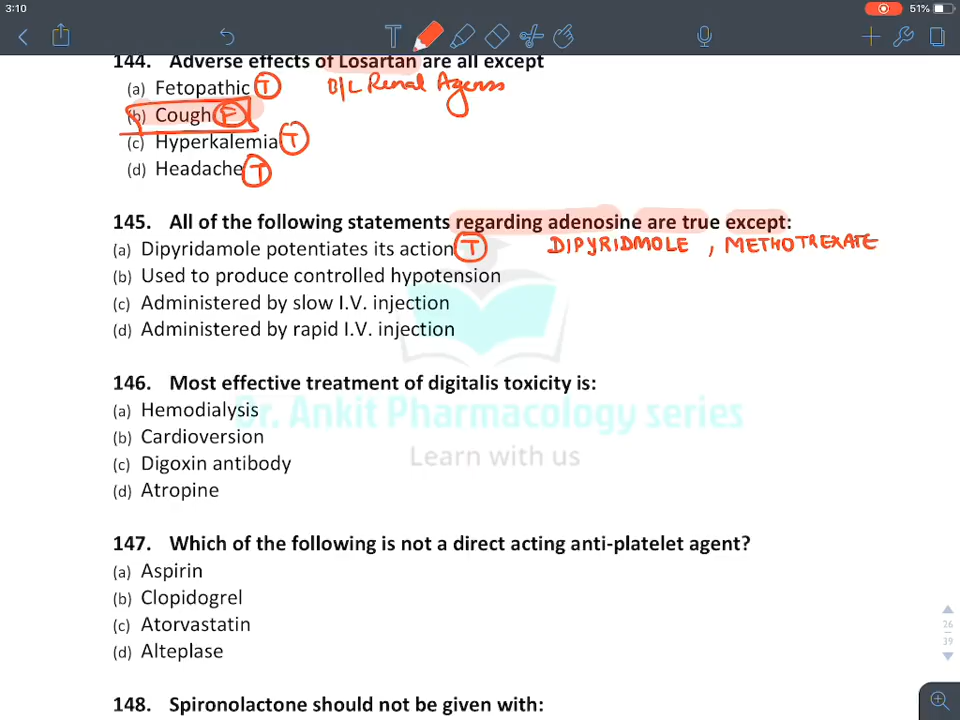 3:10
51%
144. Adverse effects of Losartan are all except
(a) Fetopathic T B/L Renal Agenss
(b) Cough F
(c) Hyperkalemia T
(d) Headache T
145. All of the following statements regarding adenosine are true except:
(a) Dipyridamole potentiates its action T DIPYRIDMOLE , METHOTREXATE
(b) Used to produce controlled hypotension
(c) Administered by slow I.V. injection
(d) Administered by rapid I.V. injection
146. Most effective treatment of digitalis toxicity is:
(a) Hemodialysis
Dr. Ankit Pharmacology series
(b) Cardioversion
Learn with us
(c) Digoxin antibody
(d) Atropine
147. Which of the following is not a direct acting anti-platelet agent?
(a) Aspirin
(b) Clopidogrel
(c) Atorvastatin
(d) Alteplase
26
39
148. Spironolactone should not be given with: